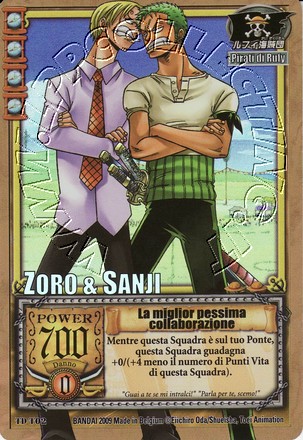 ルフィ海賊団
Pirati di Rufy
ZORO & SANJI
POWER
700
Danno
0
La miglior pessima
collaborazione
Mentre questa Squadra è sul tuo Ponte,
questa Squadra guadagna
+0/(+4 meno il numero di Punti Vita
di questa Squadra).
"Guai a te se mi intralci!" "Parla per te, scemo!"
BANDAI 2009 Made in Belgium ©Eiichiro Oda/Shueisha, Toei Animation